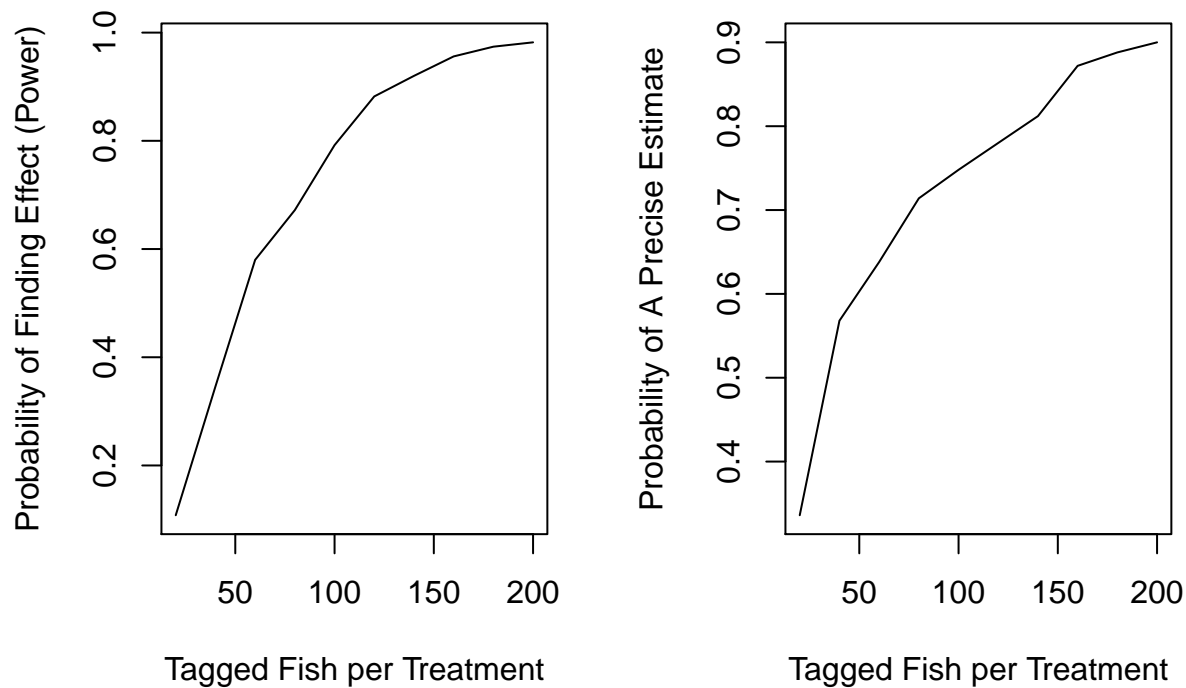 Probability of Finding Effect (Power)
1.0
0.8
0.6
0.4
0.2
50 100 150 200
Tagged Fish per Treatment
Probability of A Precise Estimate
0.9
0.8
0.7
0.6
0.5
0.4
50 100 150 200
Tagged Fish per Treatment